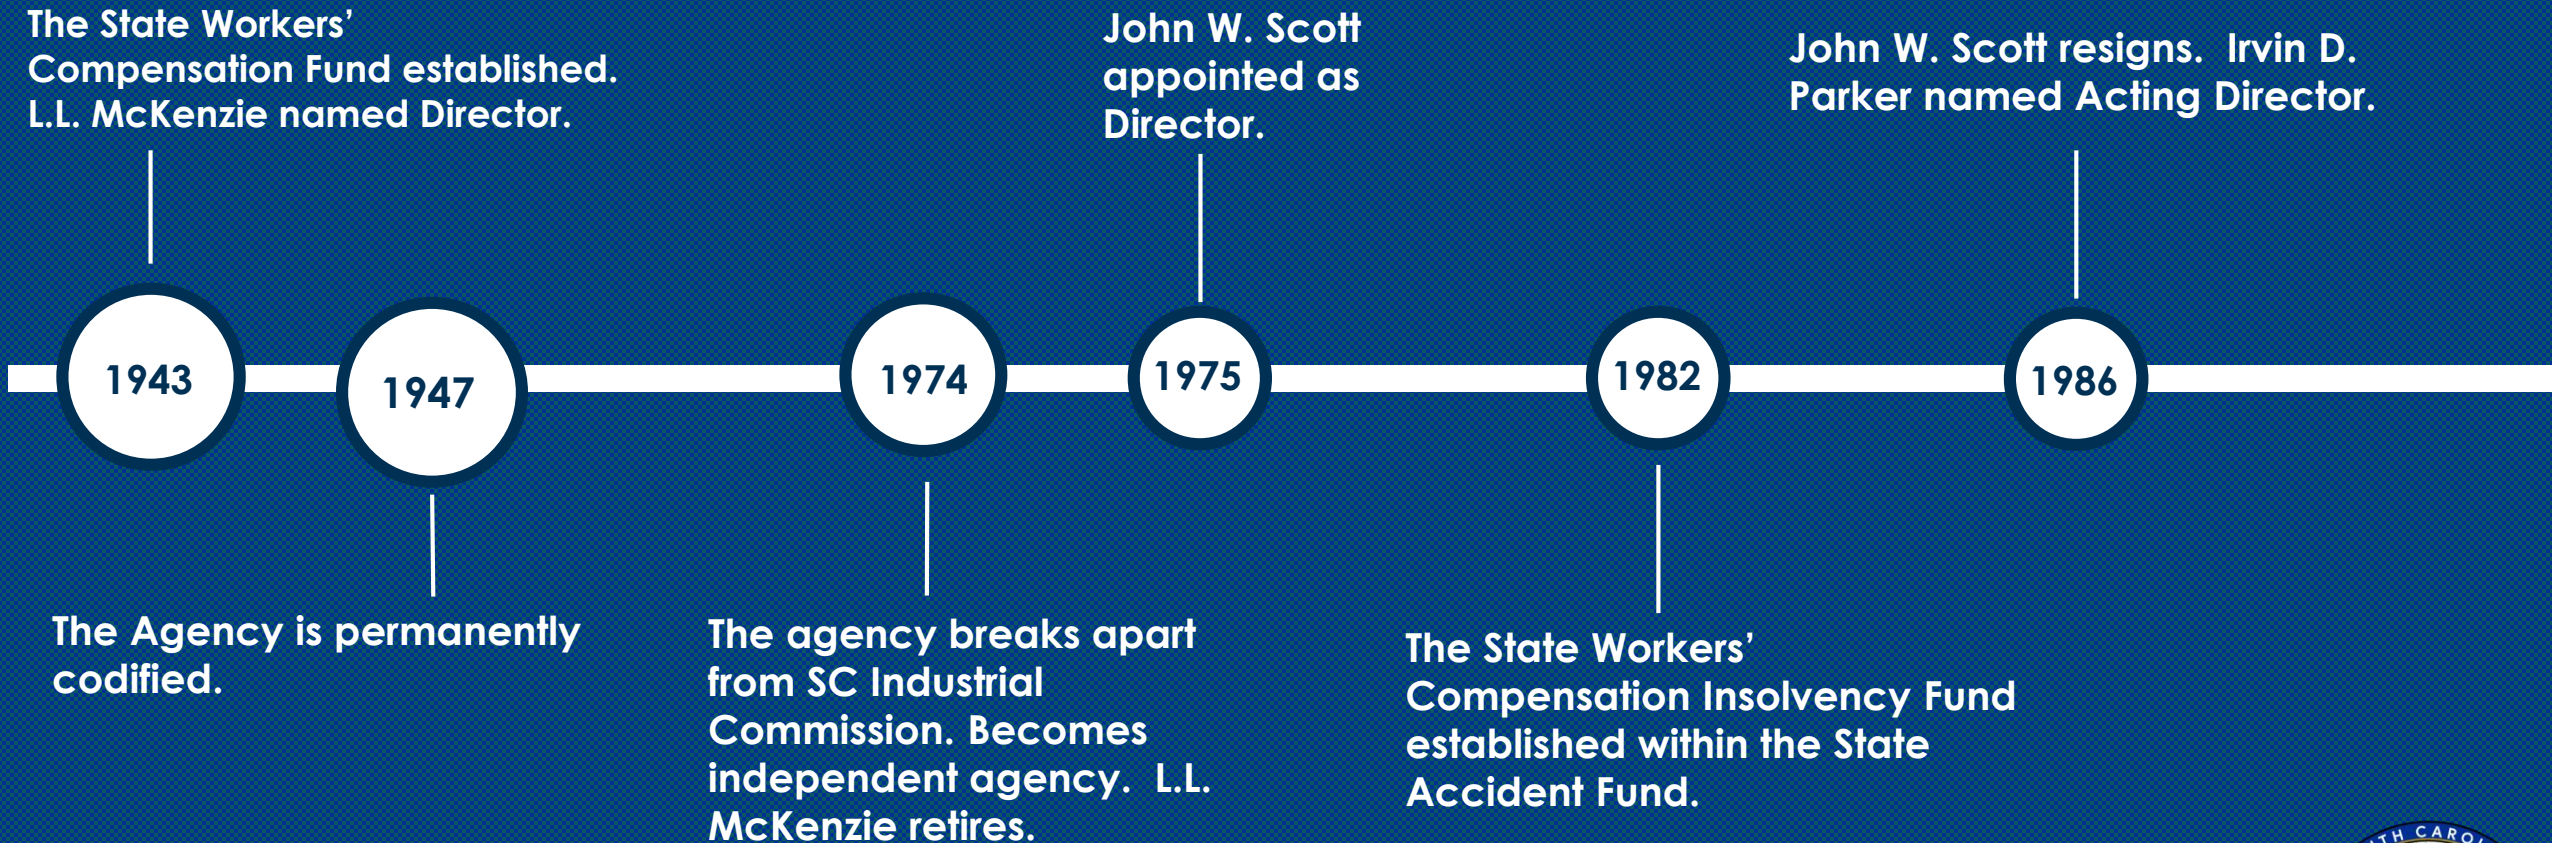 The State Workers’
Compensation Fund established.
L.L. McKenzie named Director.
John W. Scott
appointed as
Director.
John W. Scott resigns.  Irvin D.
Parker named Acting Director.
1943
1947
1974
1975
1982
1986
The Agency is permanently
codified.
The agency breaks apart
from SC Industrial
Commission. Becomes
independent agency.  L.L.
McKenzie retires.
The State Workers’
Compensation Insolvency Fund
established within the State
Accident Fund.